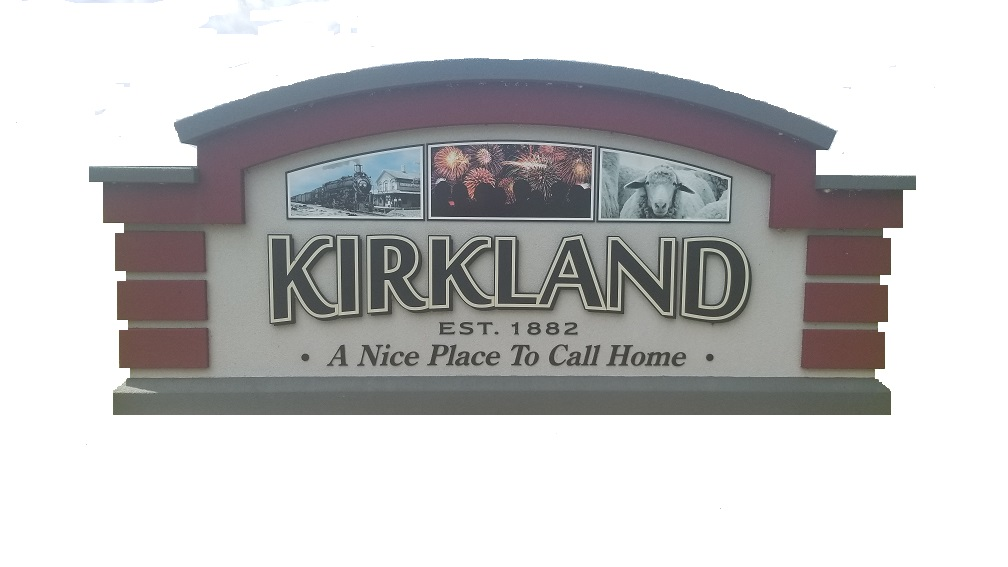 KIRKLAND
EST. 1882
• A Nice Place To Call Home •